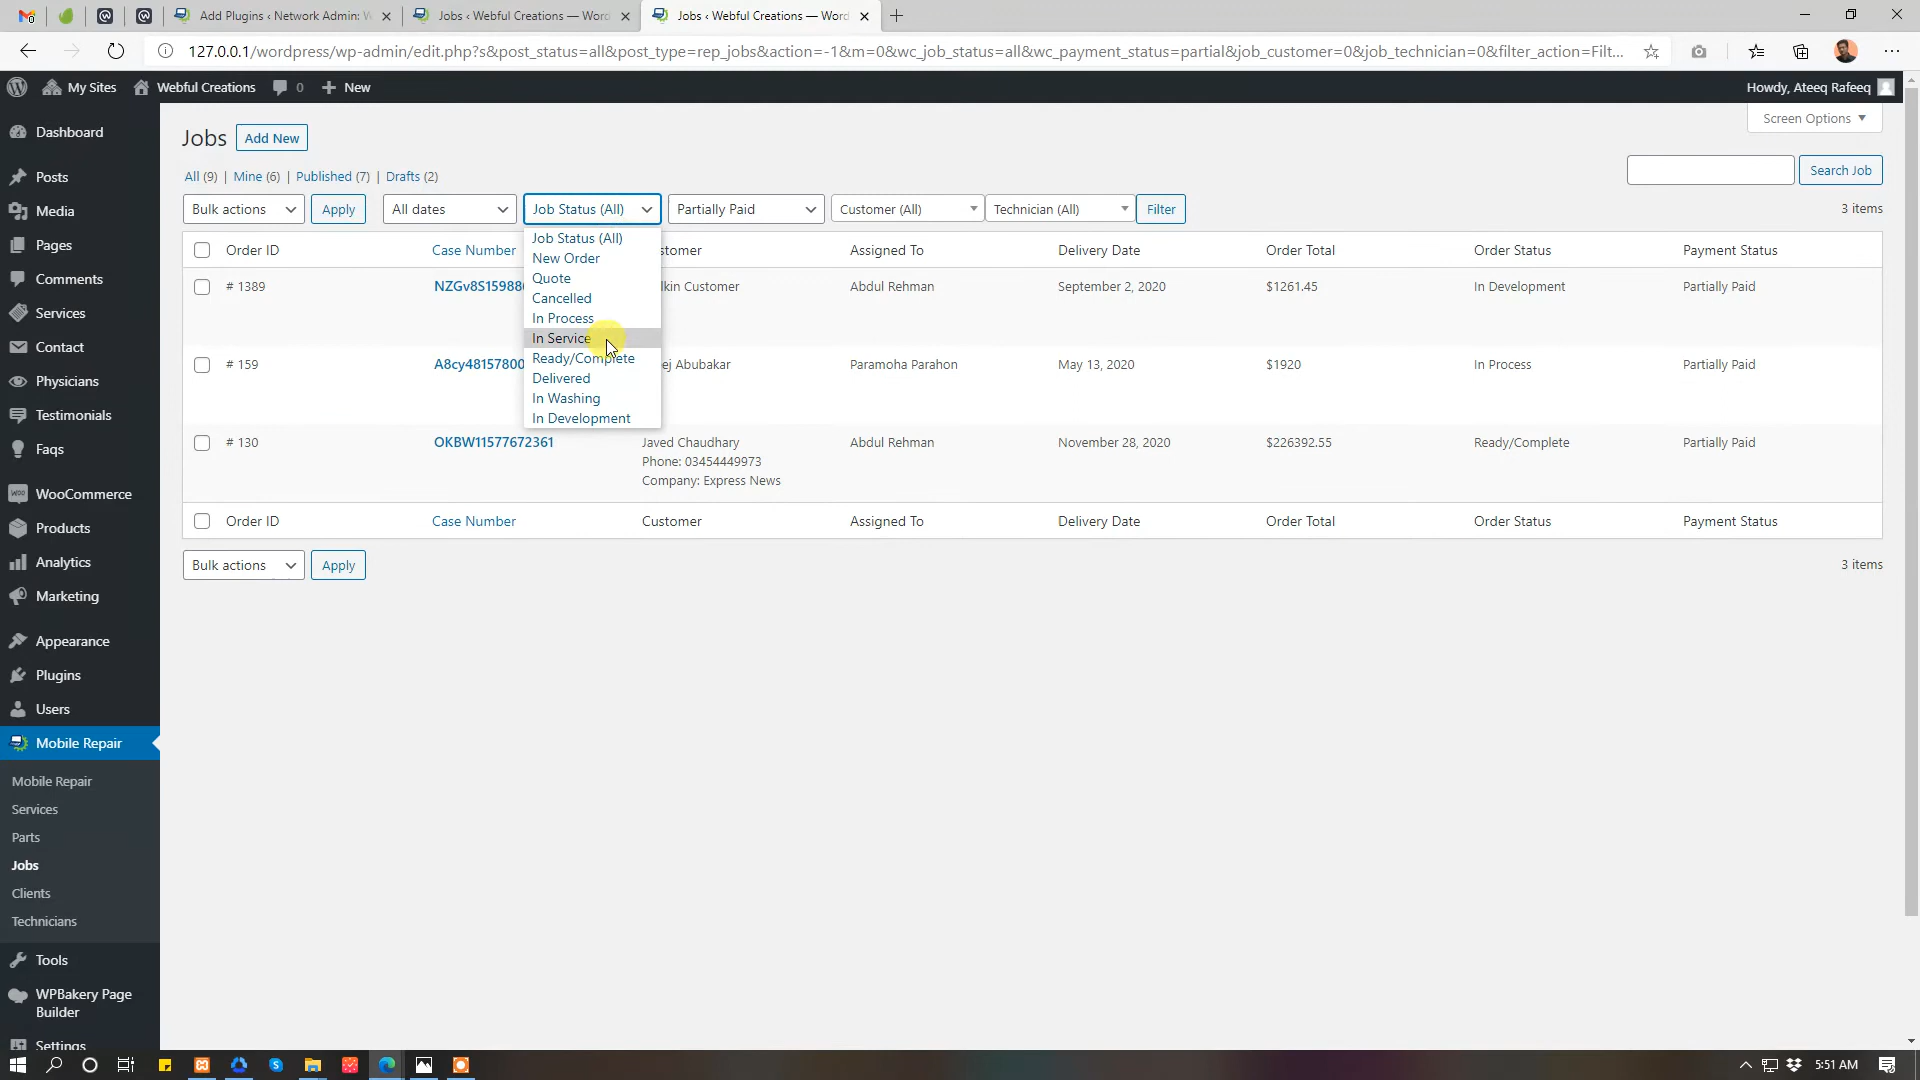 Add Plugins ‹ Network Admin: W
Jobs ‹ Webful Creations — Word
Jobs ‹ Webful Creations — Word
127.0.0.1/wordpress/wp-admin/edit.php?s&post_status=all&post_type=rep_jobs&action=-1&m=0&wc_job_status=all&wc_payment_status=partial&job_customer=0&job_technician=0&filter_action=Filt...
My Sites Webful Creations 0 New Howdy, Ateeq Rafeeq
Screen Options
Dashboard
Posts
Media
Pages
Comments
Services
Contact
Physicians
Testimonials
Faqs
WooCommerce
Products
Analytics
Marketing
Appearance
Plugins
Users
Mobile Repair
Mobile Repair
Services
Parts
Jobs
Clients
Technicians
Tools
WPBakery Page
Builder
Settings
Jobs Add New
All (9) | Mine (6) | Published (7) | Drafts (2)
Search Job
Bulk actions Apply All dates Job Status (All) Partially Paid Customer (All) Technician (All) Filter 3 items
Job Status (All)
New Order
Quote
Cancelled
In Process
In Service
Ready/Complete
Delivered
In Washing
In Development
Order ID Case Number stomer Assigned To Delivery Date Order Total Order Status Payment Status
# 1389 NZGv8S15988 lkin Customer Abdul Rehman September 2, 2020 $1261.45 In Development Partially Paid
# 159 A8cy48157800 ej Abubakar Paramoha Parahon May 13, 2020 $1920 In Process Partially Paid
# 130 OKBW11577672361 Javed Chaudhary Abdul Rehman November 28, 2020 $226392.55 Ready/Complete Partially Paid
Phone: 03454449973
Company: Express News
Order ID Case Number Customer Assigned To Delivery Date Order Total Order Status Payment Status
Bulk actions Apply 3 items
5:51 AM